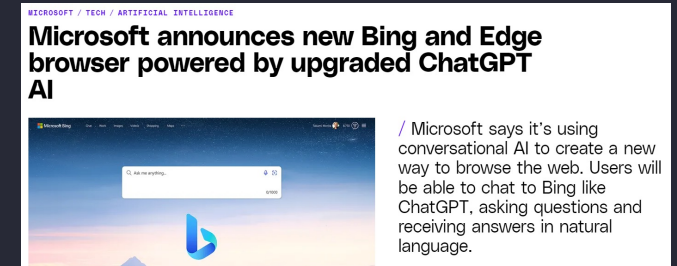 MICROSOFT / TECH / ARTIFICIAL INTELLIGENCE
Microsoft announces new Bing and Edge
browser powered by upgraded ChatGPT
AI
Microsoft Bing
Ask me anything...
0/1000
/ Microsoft says it’s using
conversational AI to create a new
way to browse the web. Users will
be able to chat to Bing like
ChatGPT, asking questions and
receiving answers in natural
language.